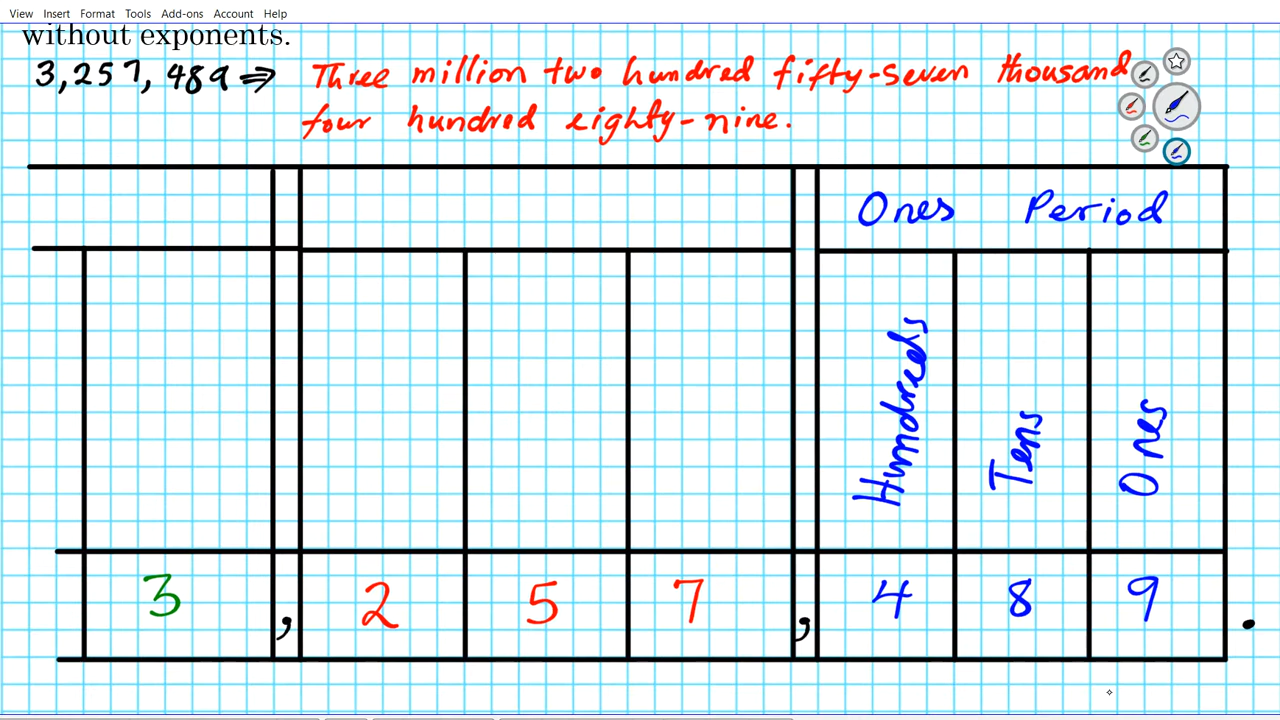 View Insert Format Tools Add-ons Account Help
without exponents.
3,257,489 ⇒ Three million two hundred fifty-seven thousand
four hundred eighty-nine.
Ones Period
Hundreds Tens Ones
3 , 2 5 7 , 4 8 9 .